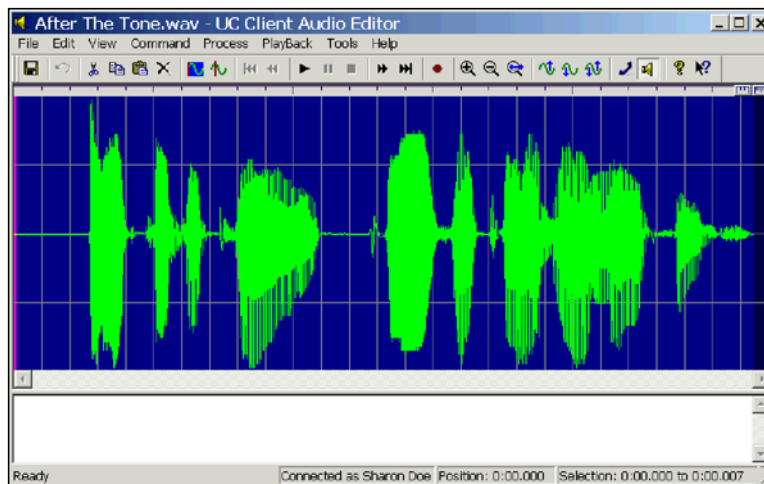 After The Tone.wav - UC Client Audio Editor
File Edit View Command Process PlayBack Tools Help
Ready Connected as Sharon Doe Position: 0:00.000 Selection: 0:00.000 to 0:00.007